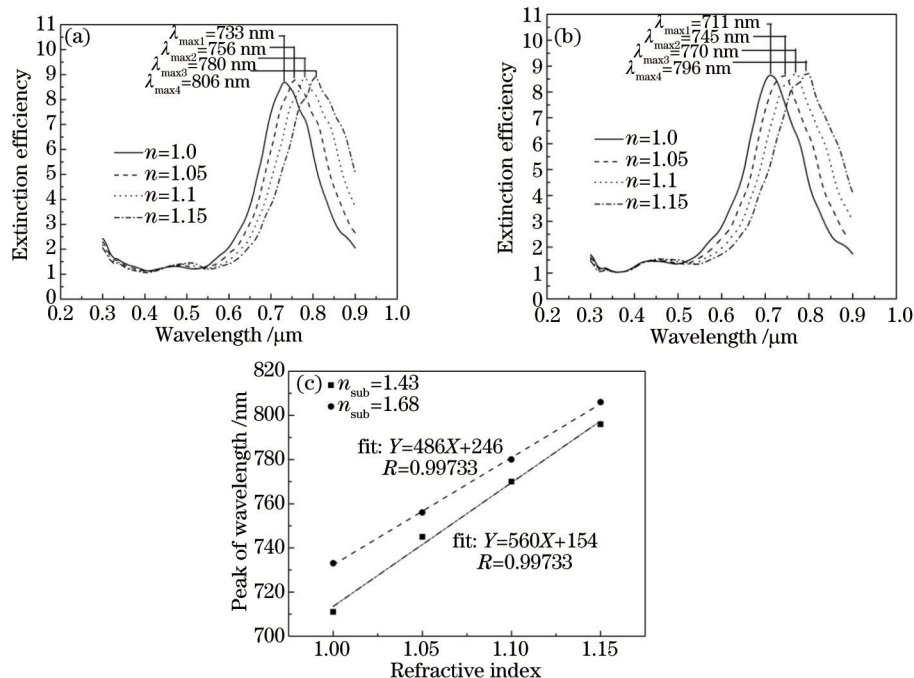 (a)
λmax1=733 nm
λmax2=756 nm
λmax3=780 nm
λmax4=806 nm
n=1.0
n=1.05
n=1.1
n=1.15
Extinction efficiency
11
10
9
8
7
6
5
4
3
2
1
0
0.2 0.3 0.4 0.5 0.6 0.7 0.8 0.9 1.0
Wavelength /μm
(b)
λmax1=711 nm
λmax2=745 nm
λmax3=770 nm
λmax4=796 nm
n=1.0
n=1.05
n=1.1
n=1.15
Extinction efficiency
11
10
9
8
7
6
5
4
3
2
1
0
0.2 0.3 0.4 0.5 0.6 0.7 0.8 0.9 1.0
Wavelength /μm
(c)
nsub=1.43
nsub=1.68
fit: Y=486X+246
R=0.99733
fit: Y=560X+154
R=0.99733
Peak of wavelength /nm
820
800
780
760
740
720
700
1.00 1.05 1.10 1.15
Refractive index